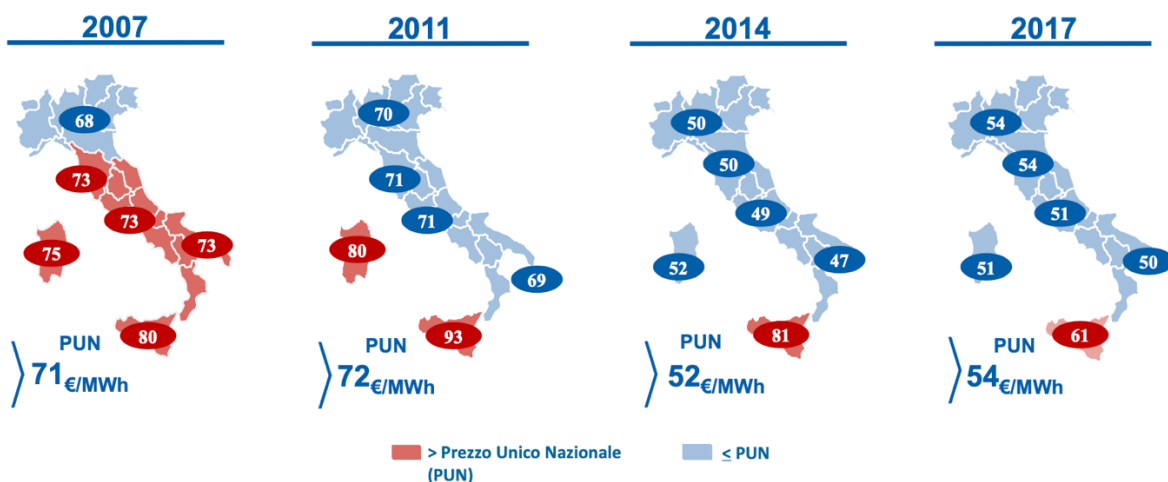 2007
68
73
73
73
75
80
PUN
71€/MWh
2011
70
71
71
80
69
93
PUN
72€/MWh
2014
50
50
49
47
52
81
PUN
52€/MWh
2017
54
54
51
50
51
61
PUN
54€/MWh
> Prezzo Unico Nazionale
(PUN)
≤ PUN